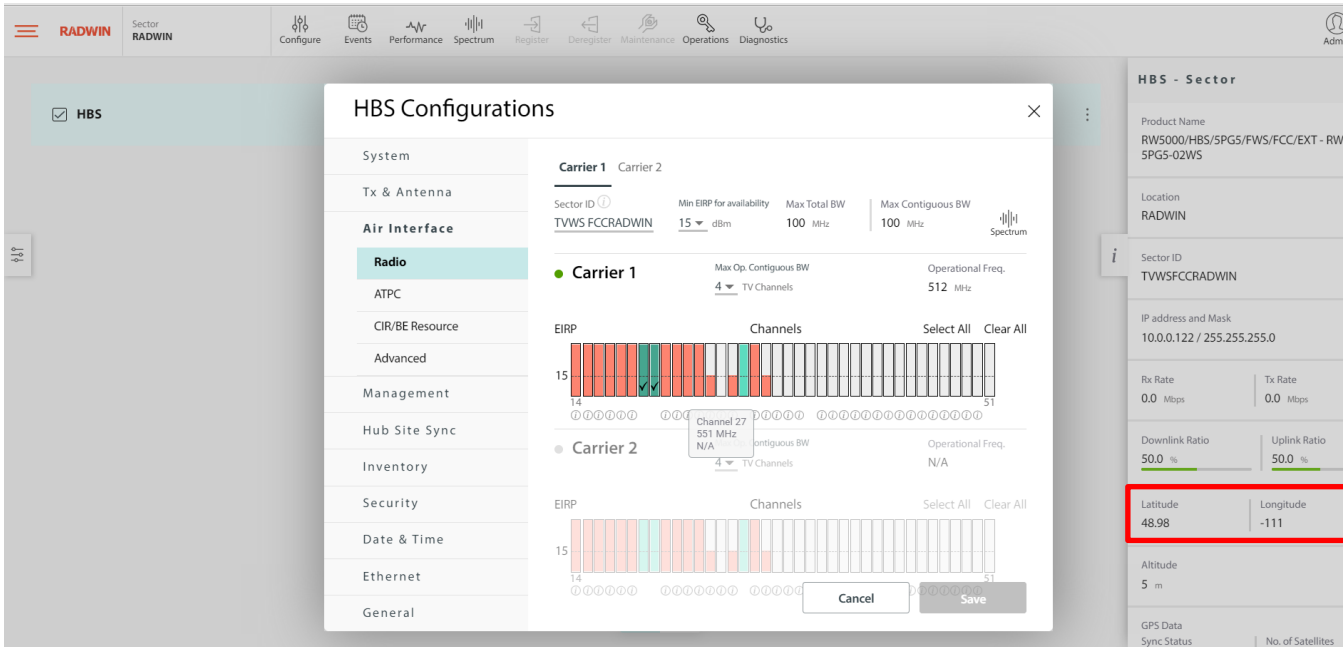 RADWIN
Sector
RADWIN
Configure
Events
Performance
Spectrum
Register
Deregister
Maintenance
Operations
Diagnostics
Adm
HBS
HBS Configurations
System
Tx & Antenna
Air Interface
Radio
ATPC
CIR/BE Resource
Advanced
Management
Hub Site Sync
Inventory
Security
Date & Time
Ethernet
General
Carrier 1 Carrier 2
Sector ID
TVWS FCCRADWIN
Min EIRP for availability
15 dBm
Max Total BW
100 MHz
Max Contiguous BW
100 MHz
Spectrum
Carrier 1
Max Op. Contiguous BW
4 TV Channels
Operational Freq.
512 MHz
EIRP Channels Select All Clear All
15
14 51
Channel 27
551 MHz
N/A
Carrier 2
ontiguous BW
4 TV Channels
Operational Freq.
N/A
EIRP Channels Select All Clear All
15
14 51
Cancel Save
HBS - Sector
Product Name
RW5000/HBS/5PG5/FWS/FCC/EXT - RW
5PG5-02WS
Location
RADWIN
Sector ID
TVWSFCCRADWIN
IP address and Mask
10.0.0.122 / 255.255.255.0
Rx Rate Tx Rate
0.0 Mbps 0.0 Mbps
Downlink Ratio Uplink Ratio
50.0 % 50.0 %
Latitude Longitude
48.98 -111
Altitude
5 m
GPS Data
Sync Status No. of Satellites